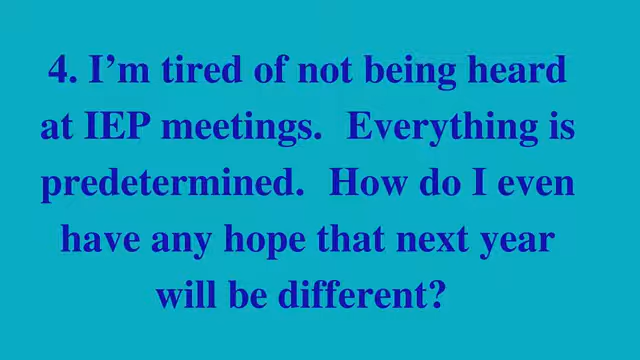 4. I’m tired of not being heard
at IEP meetings.  Everything is
predetermined.  How do I even
have any hope that next year
will be different?